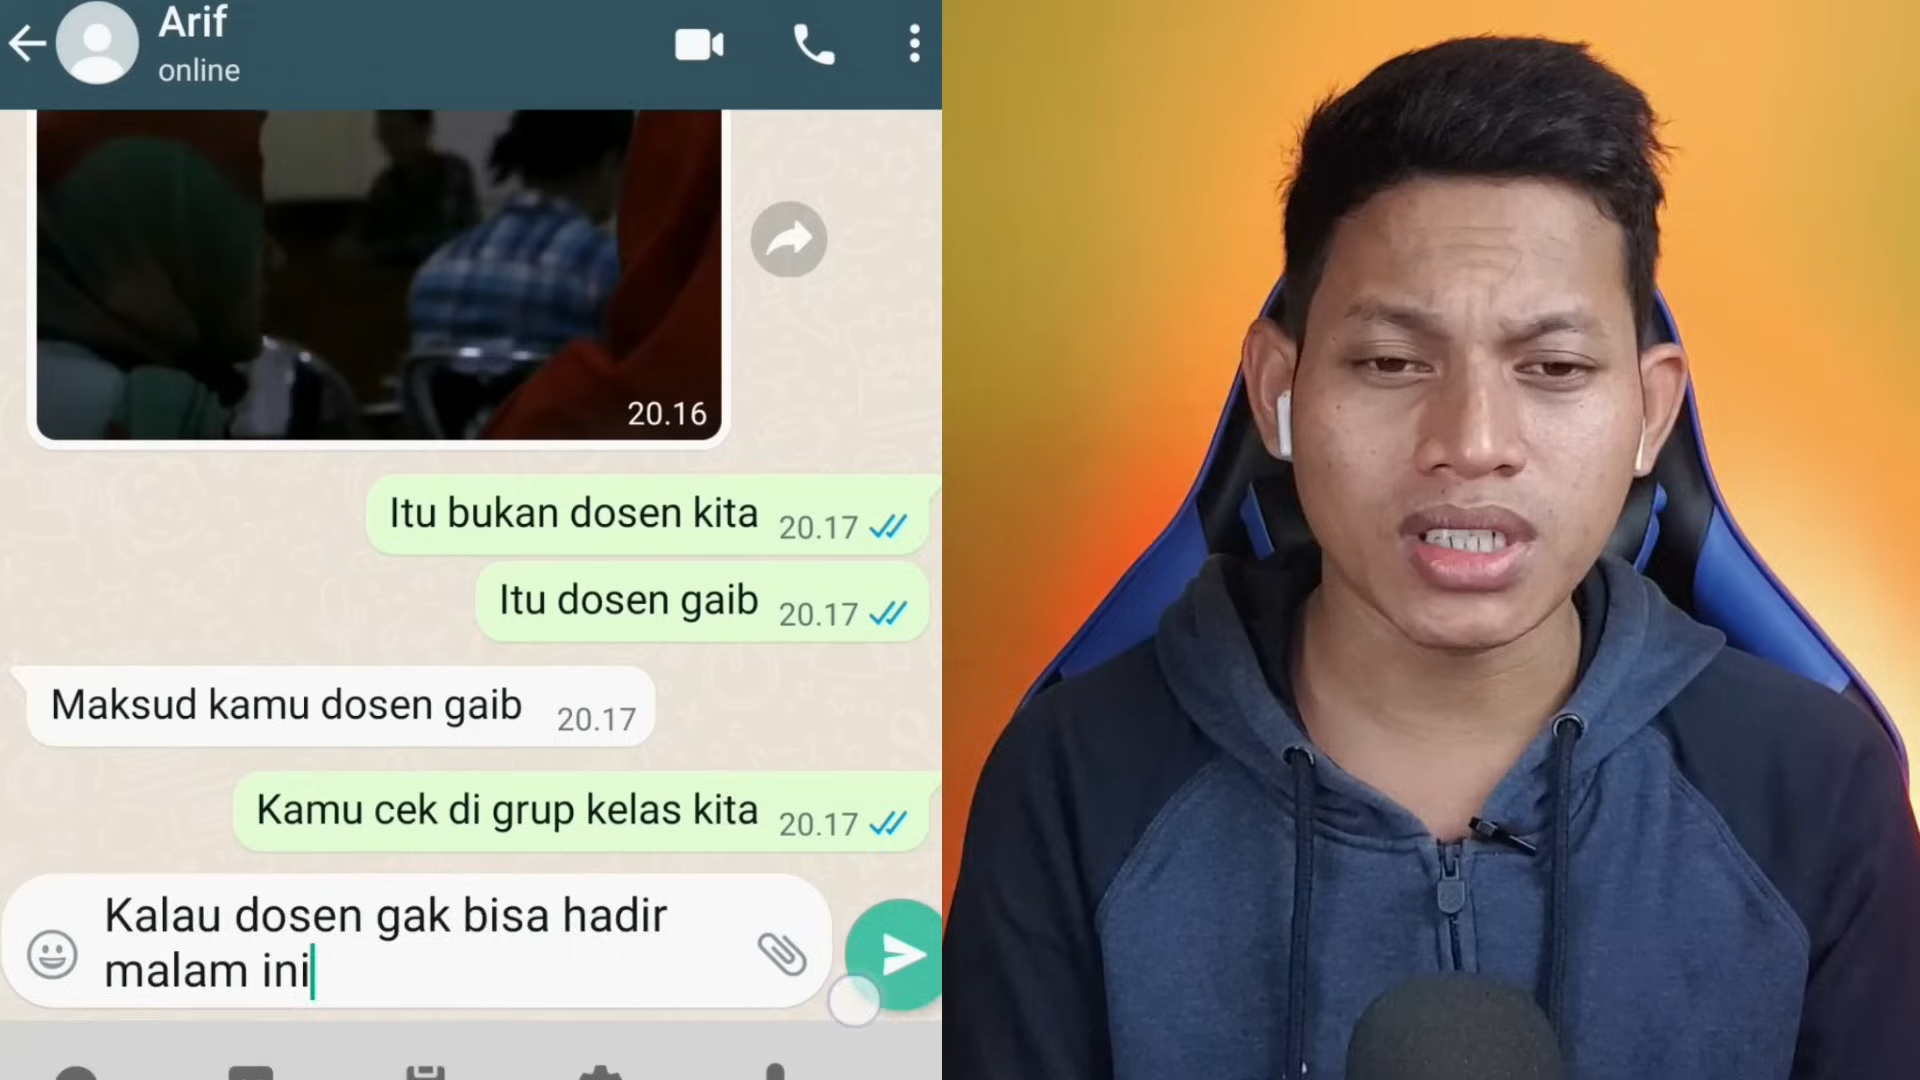 Arif
online
20.16
Itu bukan dosen kita 20.17
Itu dosen gaib 20.17
Maksud kamu dosen gaib 20.17
Kamu cek di grup kelas kita 20.17
Kalau dosen gak bisa hadir
malam ini